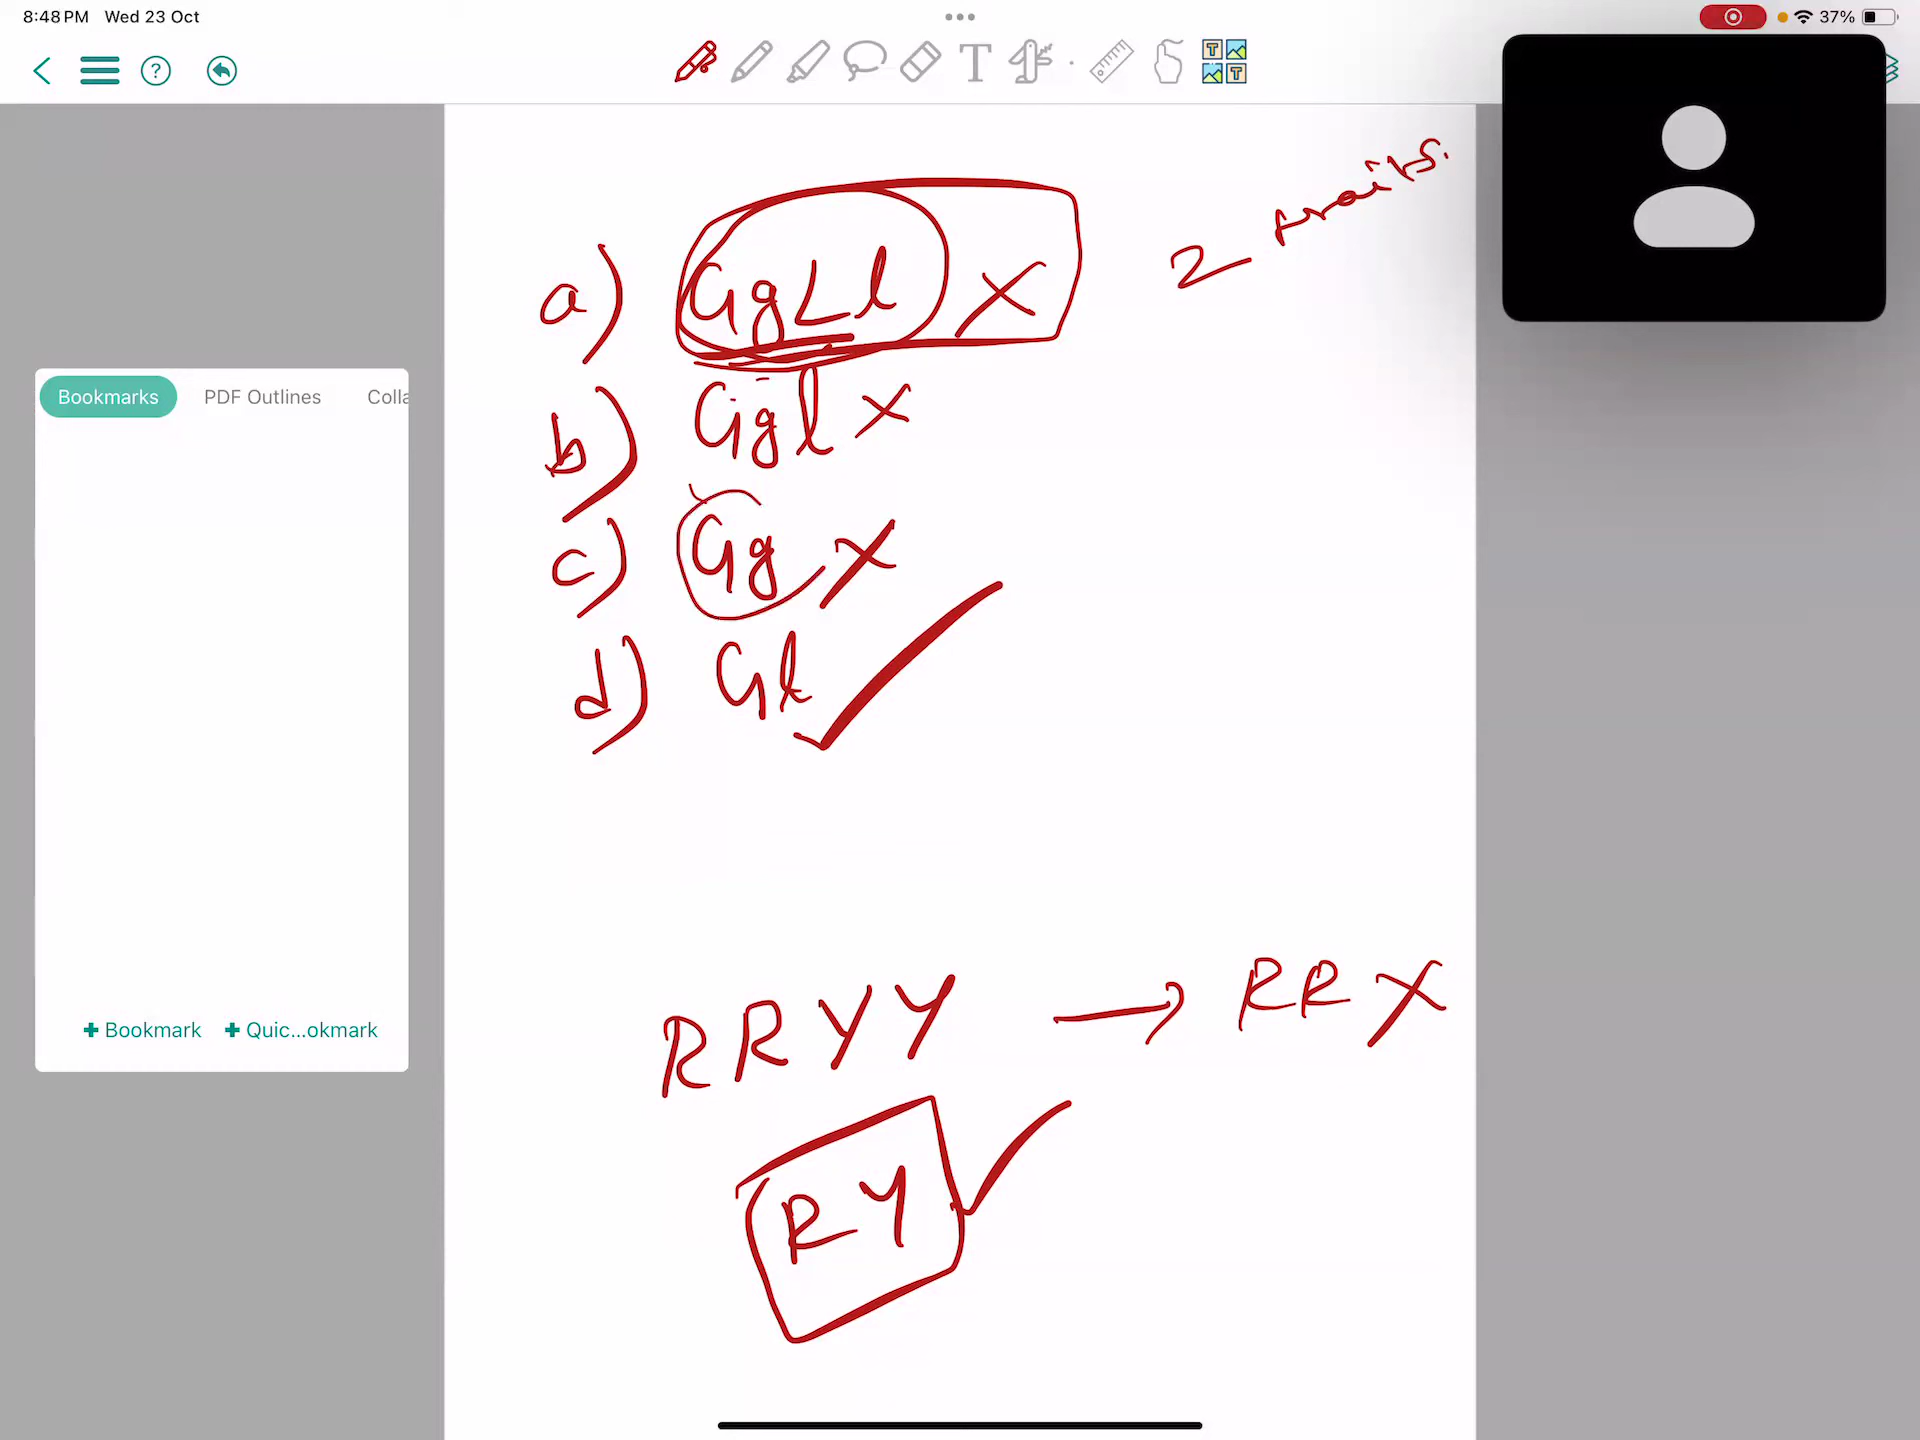 8:48 PM Wed 23 Oct
37%
?
T
2 traits.
a) GgLl X
b) Ggl X
c) Gg X
d) Gl ✓
Bookmarks PDF Outlines Colla
RRYY → RR X
+ Bookmark + Quic...okmark
RY ✓